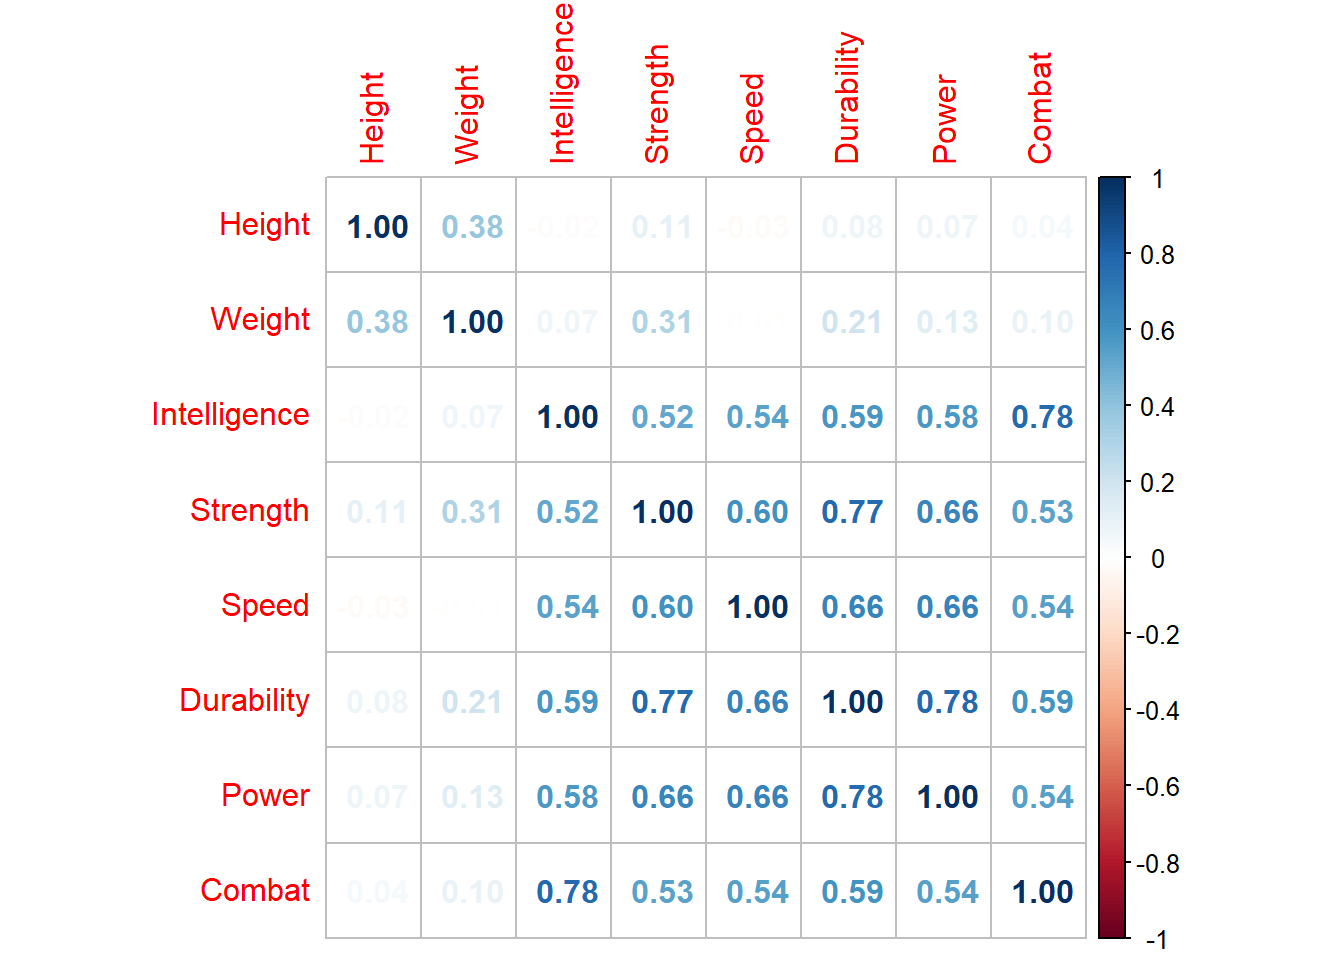 Height Weight Intelligence Strength Speed Durability Power Combat
Height 1.00 0.38 -0.02 0.11 -0.03 0.08 0.07 0.04
Weight 0.38 1.00 0.07 0.31 0.21 0.13 0.10
Intelligence -0.02 0.07 1.00 0.52 0.54 0.59 0.58 0.78
Strength 0.11 0.31 0.52 1.00 0.60 0.77 0.66 0.53
Speed -0.03 0.54 0.60 1.00 0.66 0.66 0.54
Durability 0.08 0.21 0.59 0.77 0.66 1.00 0.78 0.59
Power 0.07 0.13 0.58 0.66 0.66 0.78 1.00 0.54
Combat 0.04 0.10 0.78 0.53 0.54 0.59 0.54 1.00
1
0.8
0.6
0.4
0.2
0
-0.2
-0.4
-0.6
-0.8
-1